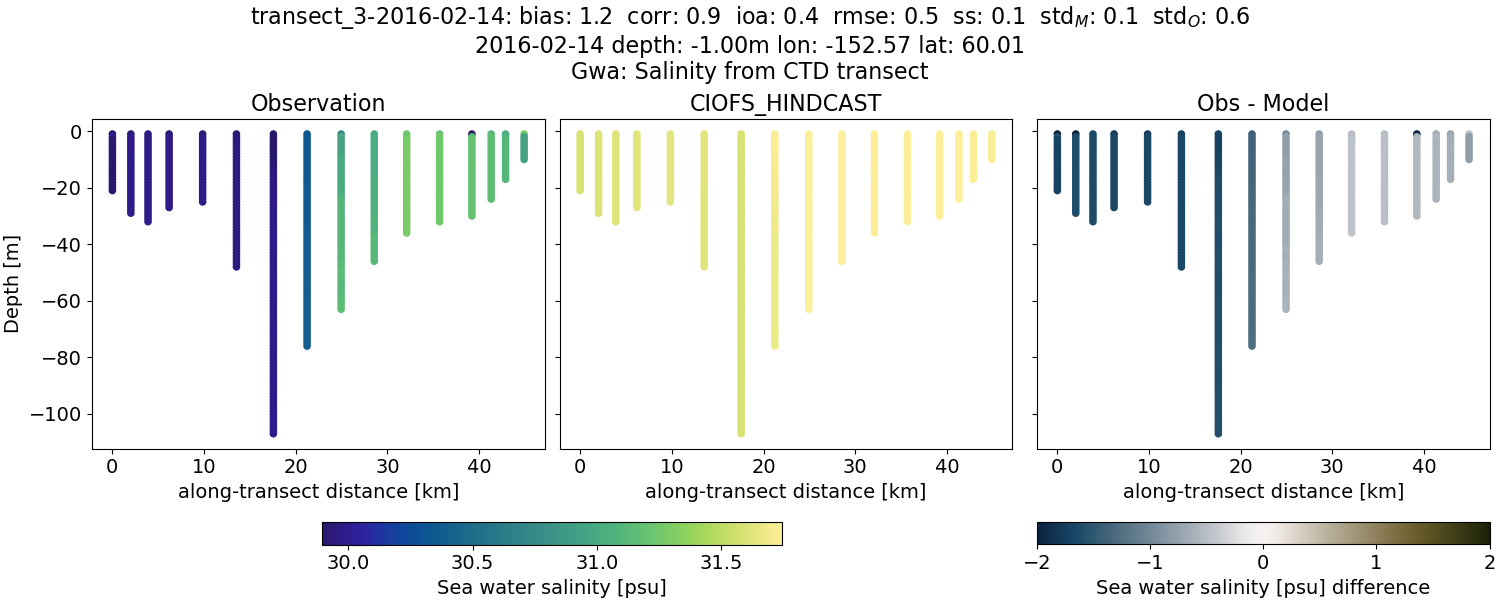 transect_3-2016-02-14: bias: 1.2 corr: 0.9 ioa: 0.4 rmse: 0.5 ss: 0.1 std_M: 0.1 std_O: 0.6
2016-02-14 depth: -1.00m lon: -152.57 lat: 60.01
Gwa: Salinity from CTD transect
Observation
CIOFS_HINDCAST
Obs - Model
Depth [m]
0
−20
−40
−60
−80
−100
0 10 20 30 40
0 10 20 30 40
0 10 20 30 40
along-transect distance [km]
along-transect distance [km]
along-transect distance [km]
30.0 30.5 31.0 31.5
Sea water salinity [psu]
−2 −1 0 1 2
Sea water salinity [psu] difference